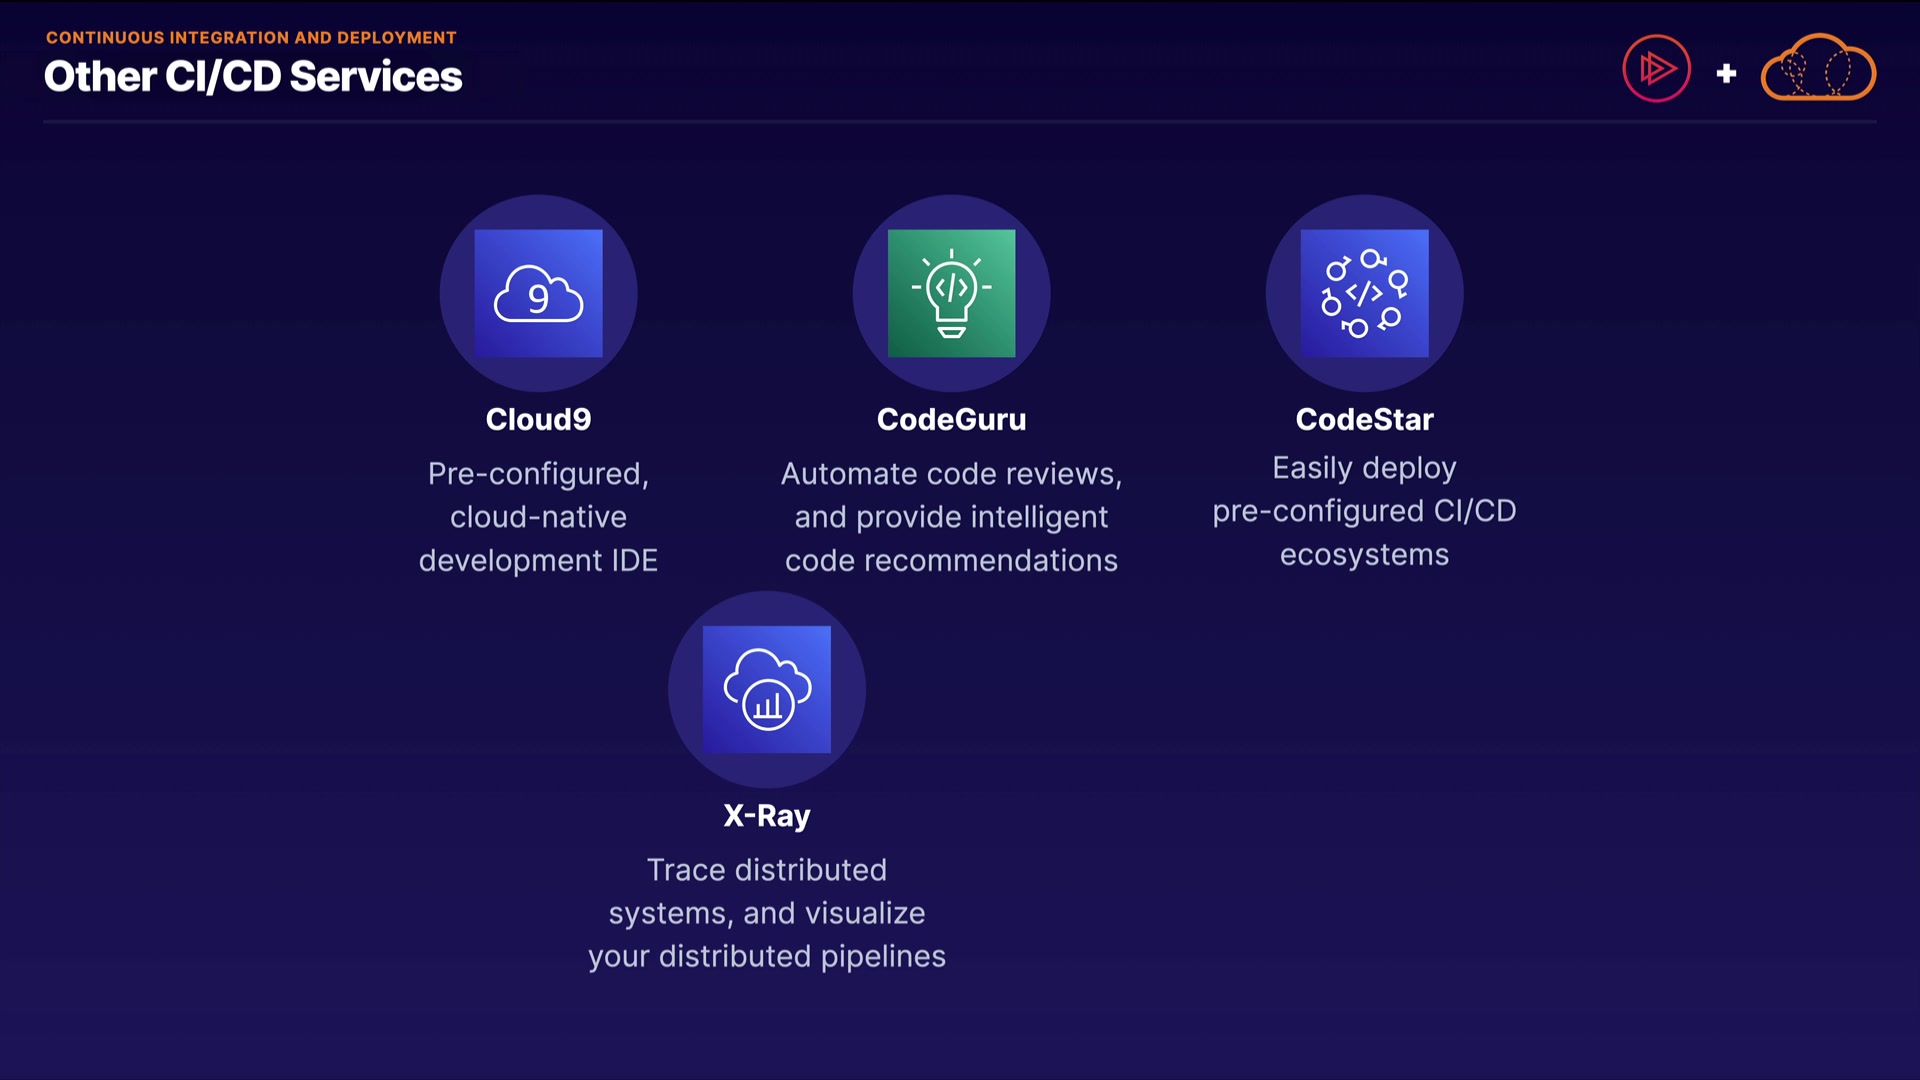 CONTINUOUS INTEGRATION AND DEPLOYMENT
Other CI/CD Services
9
</>
</>
Cloud9
Pre-configured,
cloud-native
development IDE
CodeGuru
Automate code reviews,
and provide intelligent
code recommendations
CodeStar
Easily deploy
pre-configured CI/CD
ecosystems
X-Ray
Trace distributed
systems, and visualize
your distributed pipelines